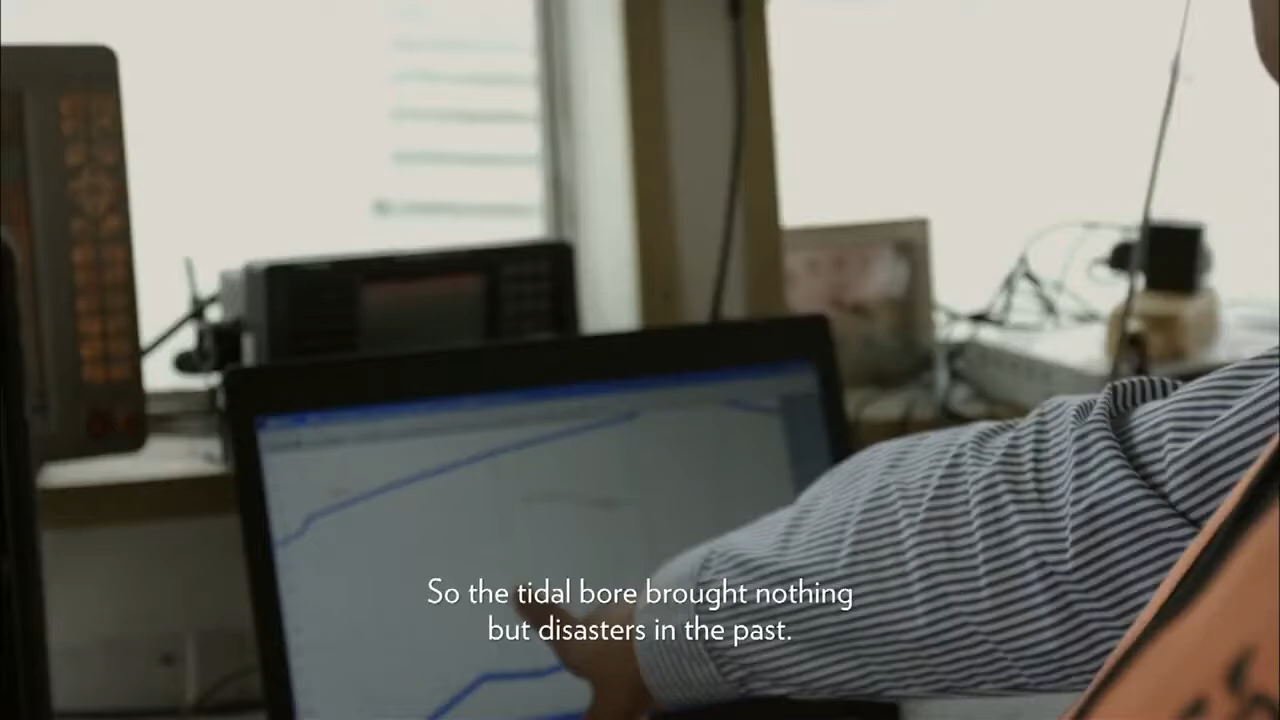 So the tidal bore brought nothing
but disasters in the past.